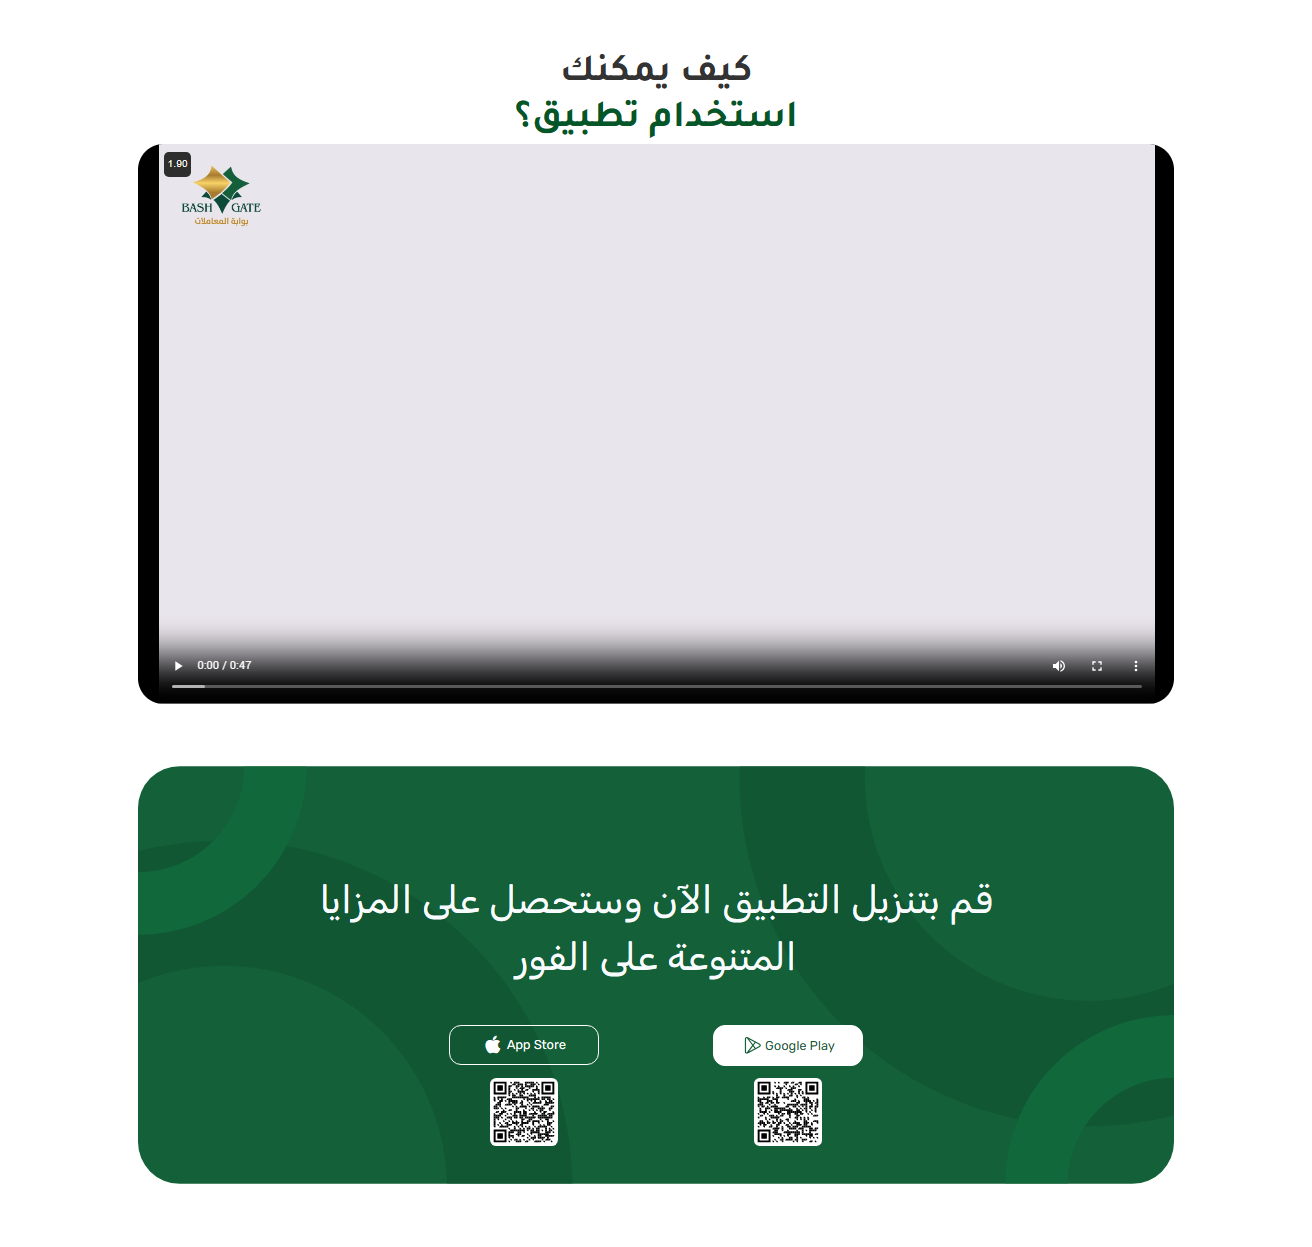 كيف يمكنك
استخدام تطبيق؟
1.90
BASH GATE
بوابة المعاملات
0:00 / 0:47
قم بتنزيل التطبيق الآن وستحصل على المزايا
المتنوعة على الفور
Google Play
App Store